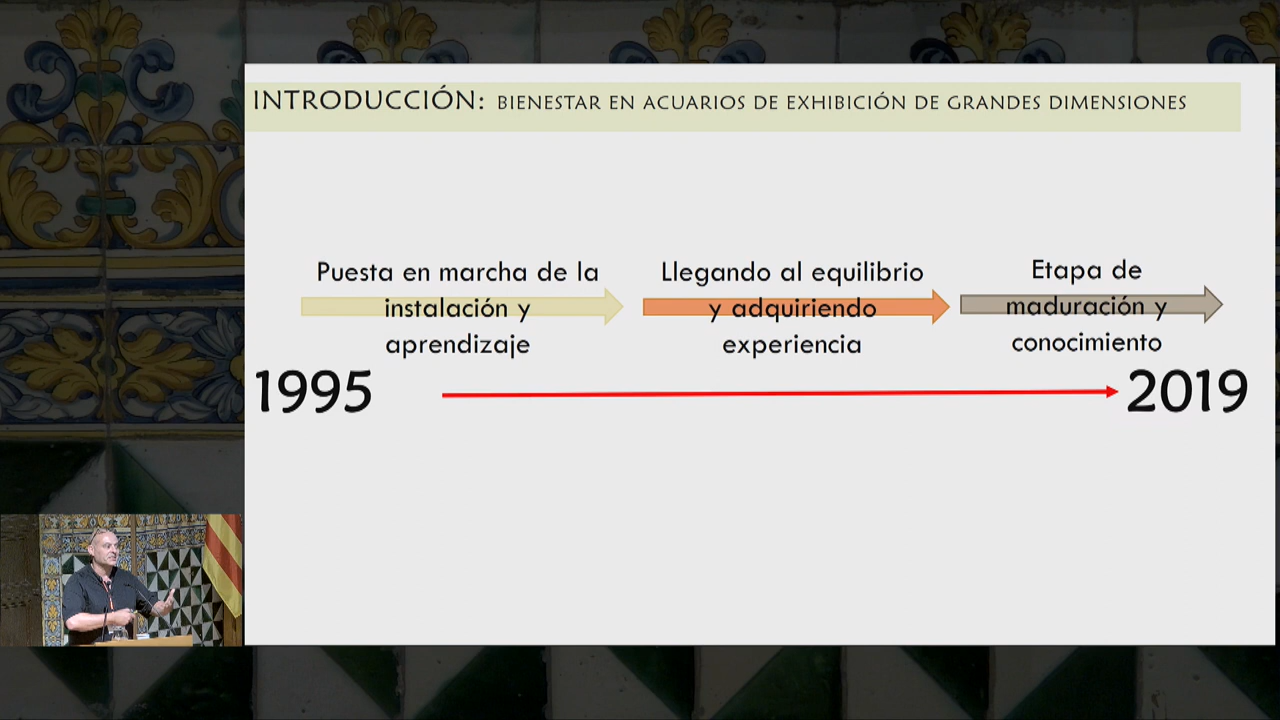 INTRODUCCIÓN: BIENESTAR EN ACUARIOS DE EXHIBICIÓN DE GRANDES DIMENSIONES
Puesta en marcha de la
instalación y
aprendizaje
Llegando al equilibrio
y adquiriendo
experiencia
Etapa de
maduración y
conocimiento
1995
2019